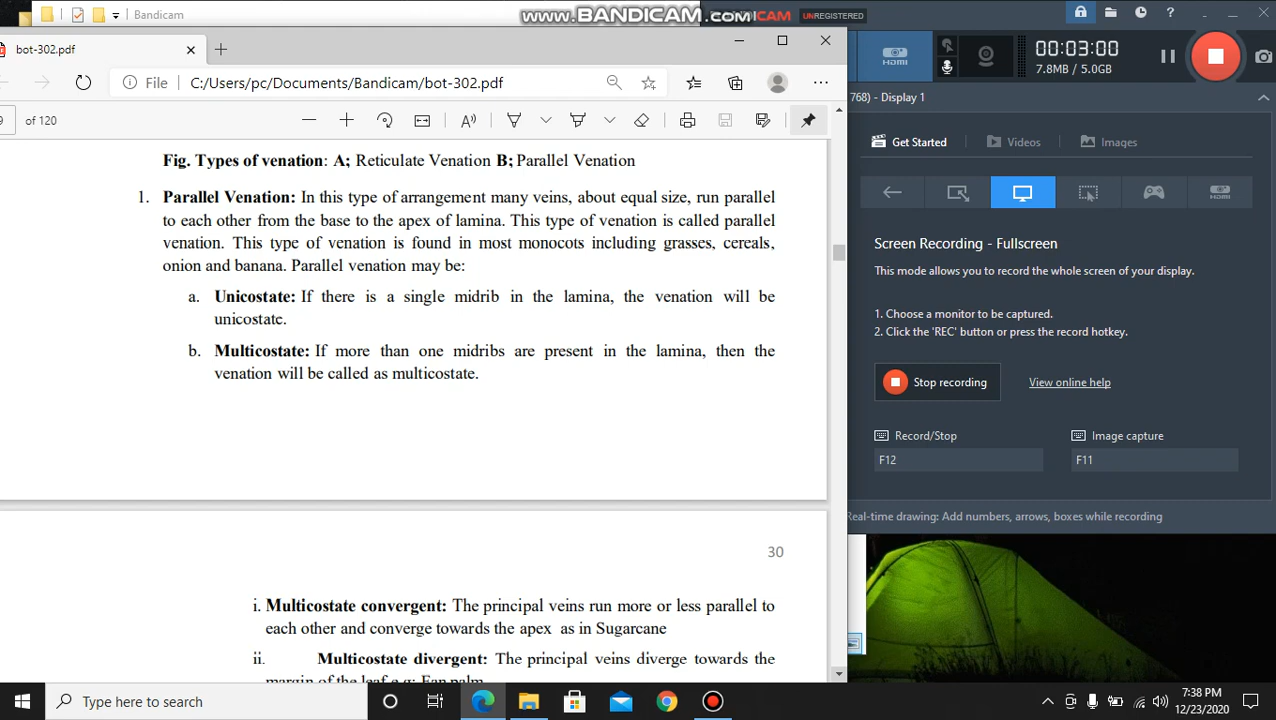 Bandicam
www.BANDICAM.com
CAM
UNREGISTERED
bot-302.pdf
00:03:00
7.8MB / 5.0GB
File
C:/Users/pc/Documents/Bandicam/bot-302.pdf
768) - Display 1
9 of 120
Get Started
Videos
Images
Fig. Types of venation: A; Reticulate Venation B; Parallel Venation
1. Parallel Venation: In this type of arrangement many veins, about equal size, run parallel
to each other from the base to the apex of lamina. This type of venation is called parallel
venation. This type of venation is found in most monocots including grasses, cereals,
onion and banana. Parallel venation may be:
a. Unicostate: If there is a single midrib in the lamina, the venation will be
unicostate.
b. Multicostate: If more than one midribs are present in the lamina, then the
venation will be called as multicostate.
30
i. Multicostate convergent: The principal veins run more or less parallel to
each other and converge towards the apex as in Sugarcane
ii. Multicostate divergent: The principal veins diverge towards the
margin of the leaf e.g: Fan palm
HDMI
Screen Recording - Fullscreen
This mode allows you to record the whole screen of your display.
1. Choose a monitor to be captured.
2. Click the 'REC' button or press the record hotkey.
Stop recording
View online help
Record/Stop
Image capture
F12
F11
Real-time drawing: Add numbers, arrows, boxes while recording
Type here to search
7:38 PM
12/23/2020